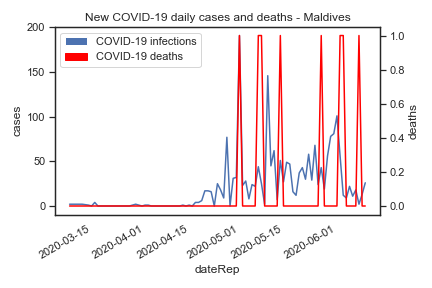 New COVID-19 daily cases and deaths - Maldives
COVID-19 infections
COVID-19 deaths
200
150
100
50
0
cases
1.0
0.8
0.6
0.4
0.2
0.0
deaths
2020-03-15
2020-04-01
2020-04-15
2020-05-01
2020-05-15
2020-06-01
dateRep